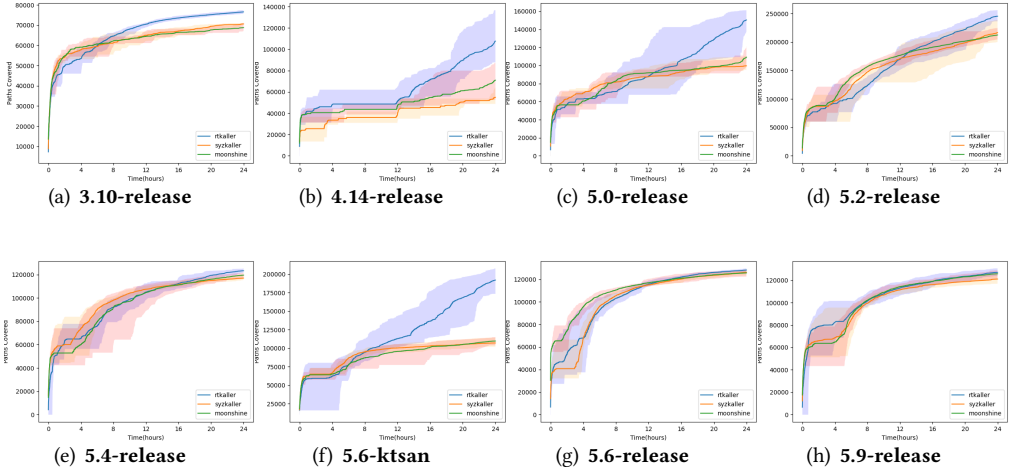 80000
70000
60000
50000
40000
30000
20000
10000
Paths Covered
0 4 8 12 16 20 24
Time(hours)
rtkaller
syzkaller
moonshine
(a) 3.10-release
140000
120000
100000
80000
60000
40000
20000
0
Paths Covered
0 4 8 12 16 20 24
Time(hours)
rtkaller
syzkaller
moonshine
(b) 4.14-release
160000
140000
120000
100000
80000
60000
40000
20000
0
Paths Covered
0 4 8 12 16 20 24
Time(hours)
rtkaller
syzkaller
moonshine
(c) 5.0-release
250000
200000
150000
100000
50000
0
Paths Covered
0 4 8 12 16 20 24
Time(hours)
rtkaller
syzkaller
moonshine
(d) 5.2-release
120000
100000
80000
60000
40000
20000
0
Paths Covered
0 4 8 12 16 20 24
Time(hours)
rtkaller
syzkaller
moonshine
(e) 5.4-release
200000
175000
150000
125000
100000
75000
50000
25000
Paths Covered
0 4 8 12 16 20 24
Time(hours)
rtkaller
syzkaller
moonshine
(f) 5.6-ktsan
120000
100000
80000
60000
40000
20000
0
Paths Covered
0 4 8 12 16 20 24
Time(hours)
rtkaller
syzkaller
moonshine
(g) 5.6-release
120000
100000
80000
60000
40000
20000
0
Paths Covered
0 4 8 12 16 20 24
Time(hours)
rtkaller
syzkaller
moonshine
(h) 5.9-release